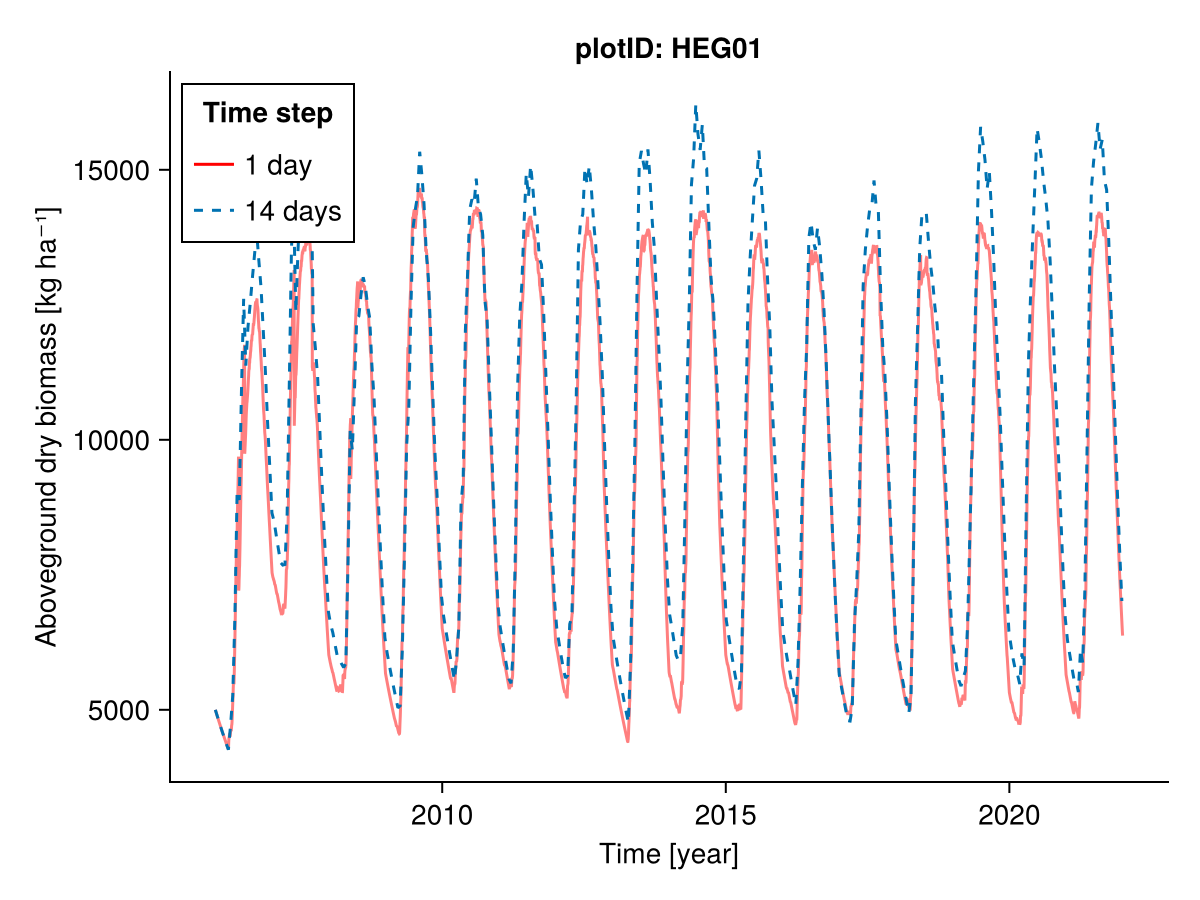 plotID: HEG01
Time step
1 day
14 days
15000
10000
5000
Aboveground dry biomass [kg ha⁻¹]
2010
2015
2020
Time [year]